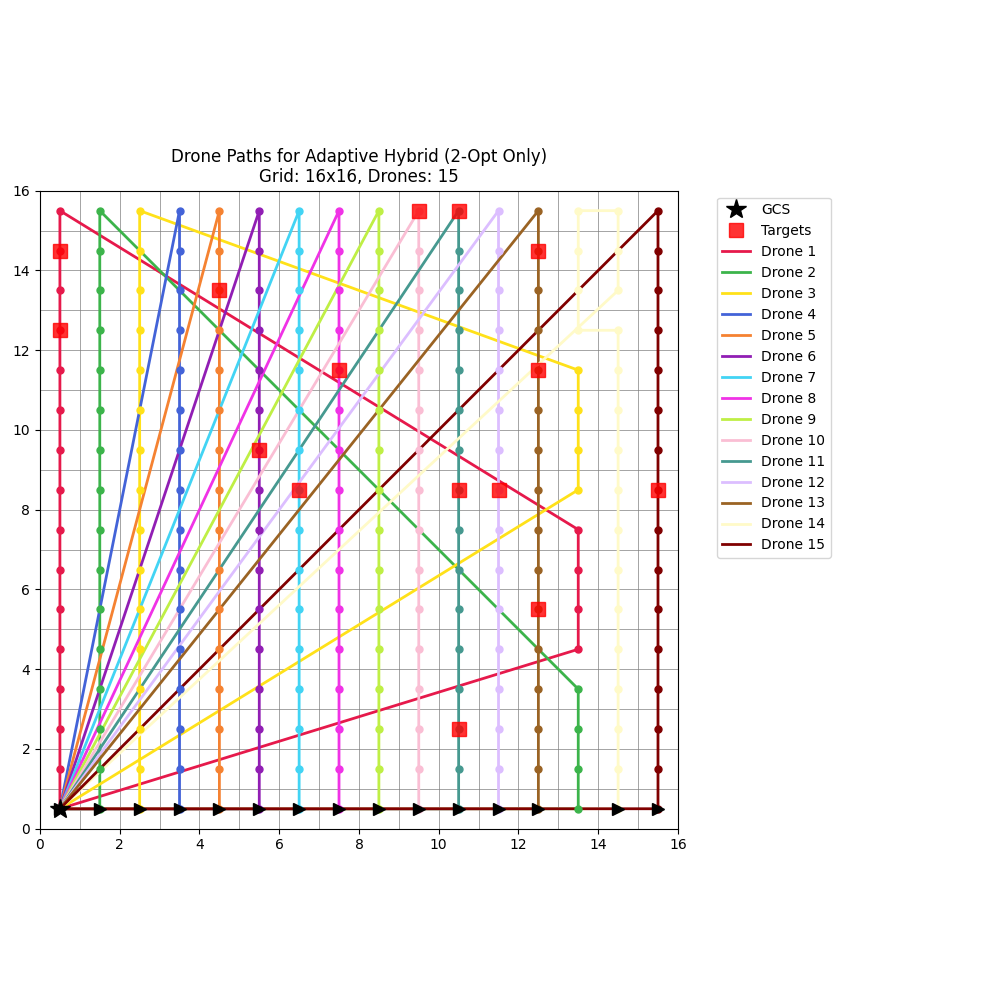 Drone Paths for Adaptive Hybrid (2-Opt Only)
Grid: 16x16, Drones: 15
16
14
12
10
8
6
4
2
0
0 2 4 6 8 10 12 14 16
GCS
Targets
Drone 1
Drone 2
Drone 3
Drone 4
Drone 5
Drone 6
Drone 7
Drone 8
Drone 9
Drone 10
Drone 11
Drone 12
Drone 13
Drone 14
Drone 15